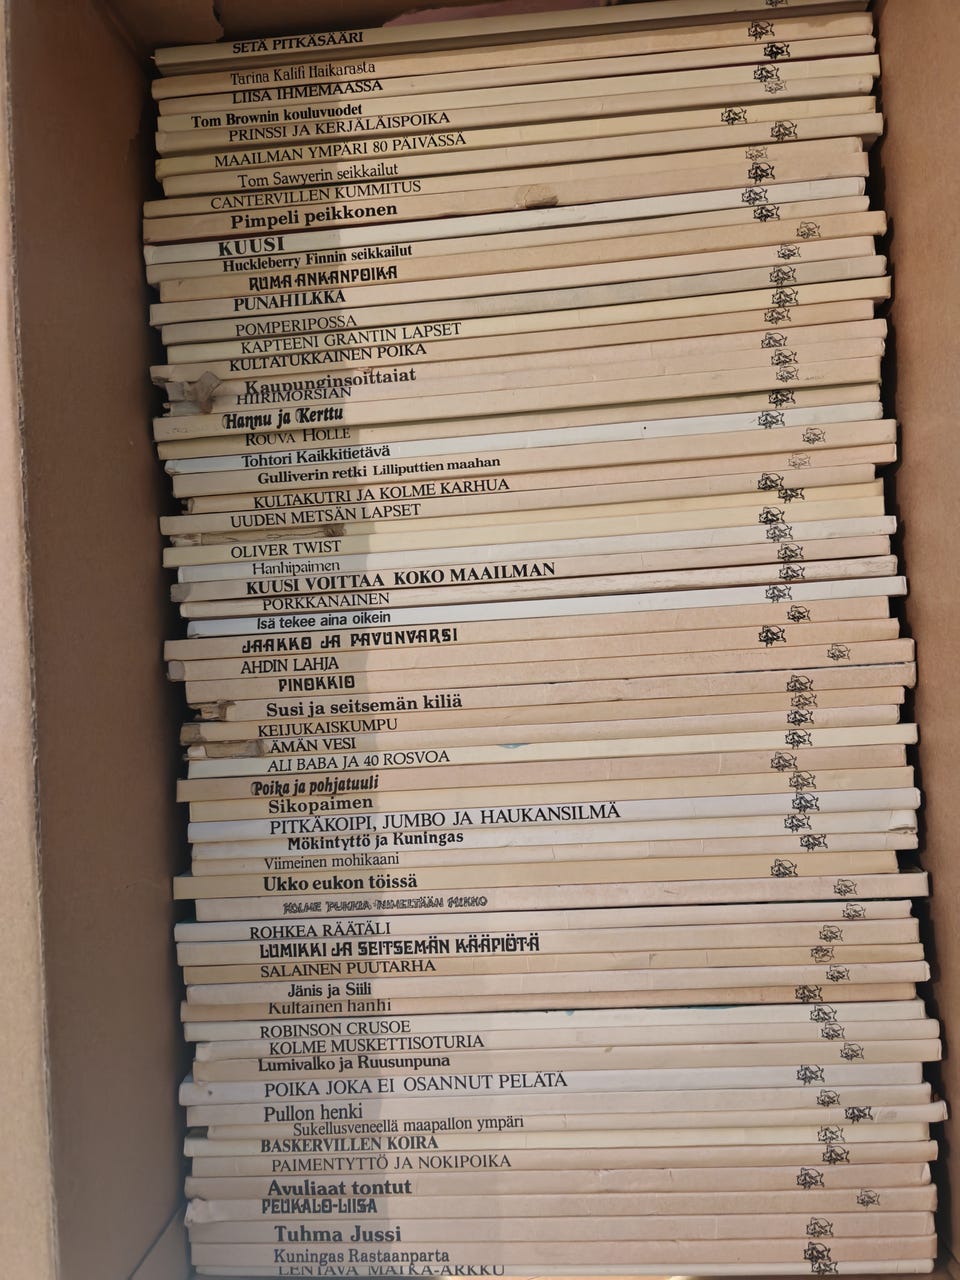 SETÄ PITKÄSÄÄRI
Tarina Kalifi Haikarasta
LIISA IHMEMAASSA
Tom Brownin kouluvuodet
PRINSSI JA KERJÄLÄISPOIKA
MAAILMAN YMPÄRI 80 PÄIVÄSSÄ
Tom Sawyerin seikkailut
CANTERVILLEN KUMMITUS
Pimpeli peikkonen
KUUSI
Huckleberry Finnin seikkailut
RUMA ANKANPOIKA
PUNAHILKKA
POMPERIPOSSA
KAPTEENI GRANTIN LAPSET
KULTATUKKAINEN POIKA
Kaupunginsoittajat
HIIRIMORSIAN
Hannu ja Kerttu
ROUVA HOLLE
Tohtori Kaikkitietävä
Gulliverin retki Lilliputtien maahan
KULTAKUTRI JA KOLME KARHUA
UUDEN METSÄN LAPSET
OLIVER TWIST
Hanhipaimen
KUUSI VOITTAA KOKO MAAILMAN
PORKKANAINEN
Isä tekee aina oikein
JAAKKO JA PAVUNVARSI
AHDIN LAHJA
PINOKKIO
Susi ja seitsemän kiliä
KEIJUKAISKUMPU
ÄMÄN VESI
ALI BABA JA 40 ROSVOA
Poika ja pohjatuuli
Sikopaimen
PITKÄKOIPI, JUMBO JA HAUKANSILMÄ
Mökintyttö ja Kuningas
Viimeinen mohikaani
Ukko eukon töissä
KOLME PUKKIA NIMELTÄÄN MIKKO
ROHKEA RÄÄTÄLI
LUMIKKI JA SEITSEMÄN KÄÄPIÖTÄ
SALAINEN PUUTARHA
Jänis ja Siili
Kultainen hanhi
ROBINSON CRUSOE
KOLME MUSKETTISOTURIA
Lumivalko ja Ruusunpuna
POIKA JOKA EI OSANNUT PELÄTÄ
Pullon henki
Sukellusveneellä maapallon ympäri
BASKERVILLEN KOIRA
PAIMENTYTTÖ JA NOKIPOIKA
Avuliaat tontut
PEUKALO-LIISA
Tuhma Jussi
Kuningas Rastaanparta
LENTÄVÄ MATKA-ARKKU